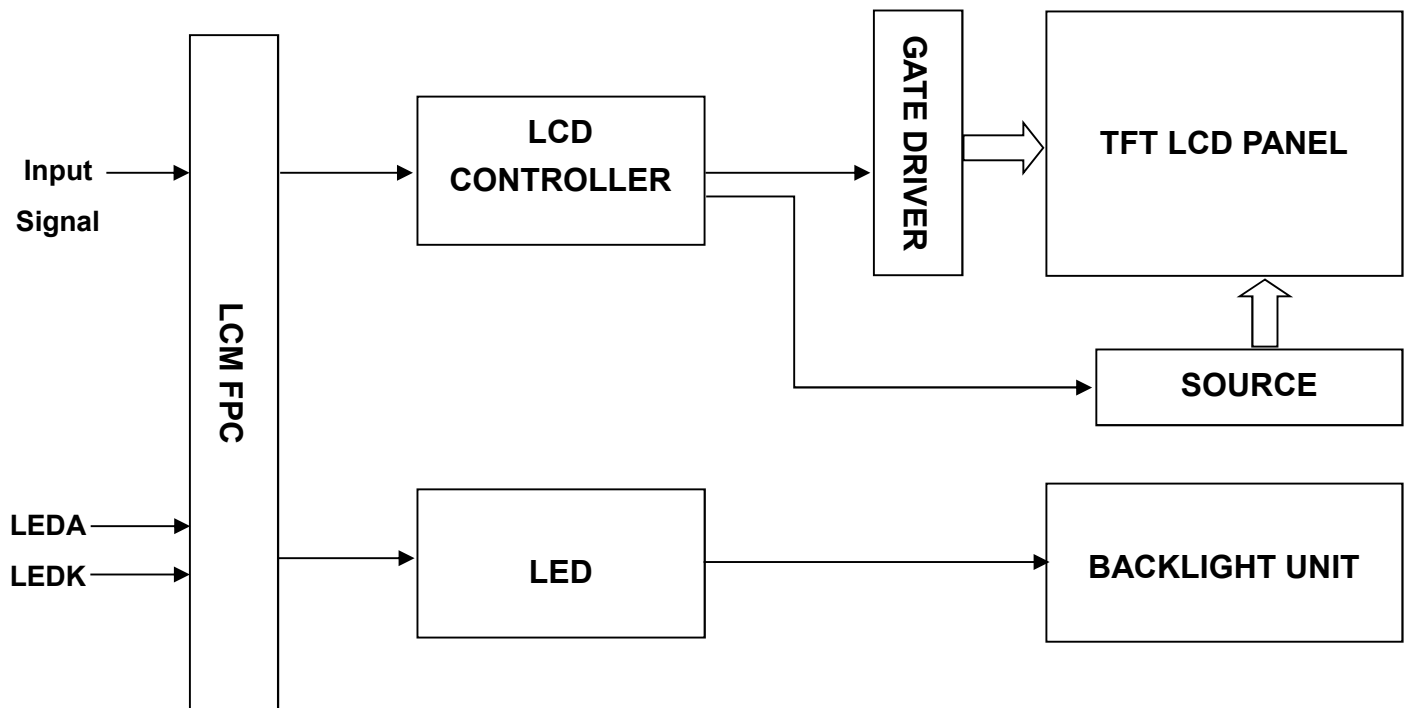 Input
Signal
LEDA
LEDK
LCM FPC
LCD
CONTROLLER
LED
GATE DRIVER
TFT LCD PANEL
SOURCE
BACKLIGHT UNIT